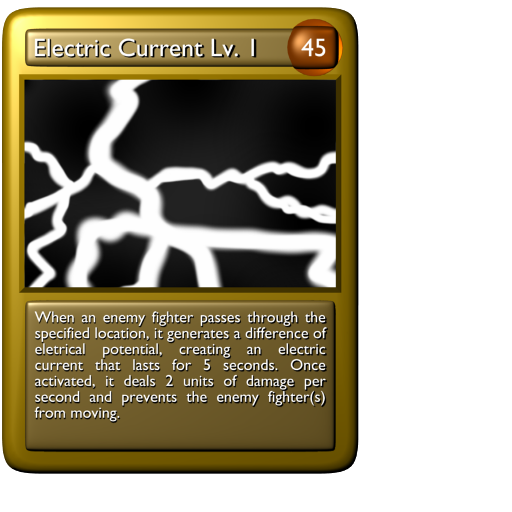 Electric Current Lv. 1
45
When an enemy fighter passes through the
specified location, it generates a difference of
eletrical potential, creating an electric
current that lasts for 5 seconds. Once
activated, it deals 2 units of damage per
second and prevents the enemy fighter(s)
from moving.